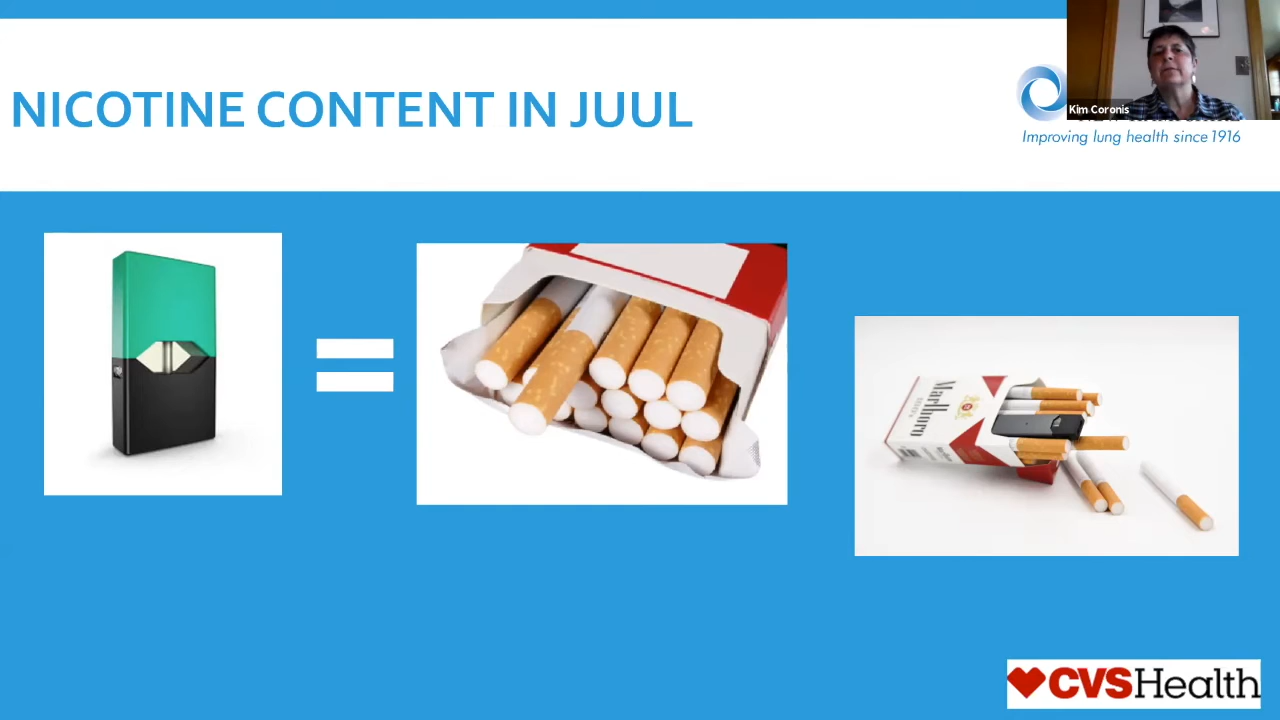 NICOTINE CONTENT IN JUUL
Kim Coronis
Improving lung health since 1916
Marlboro
CVSHealth